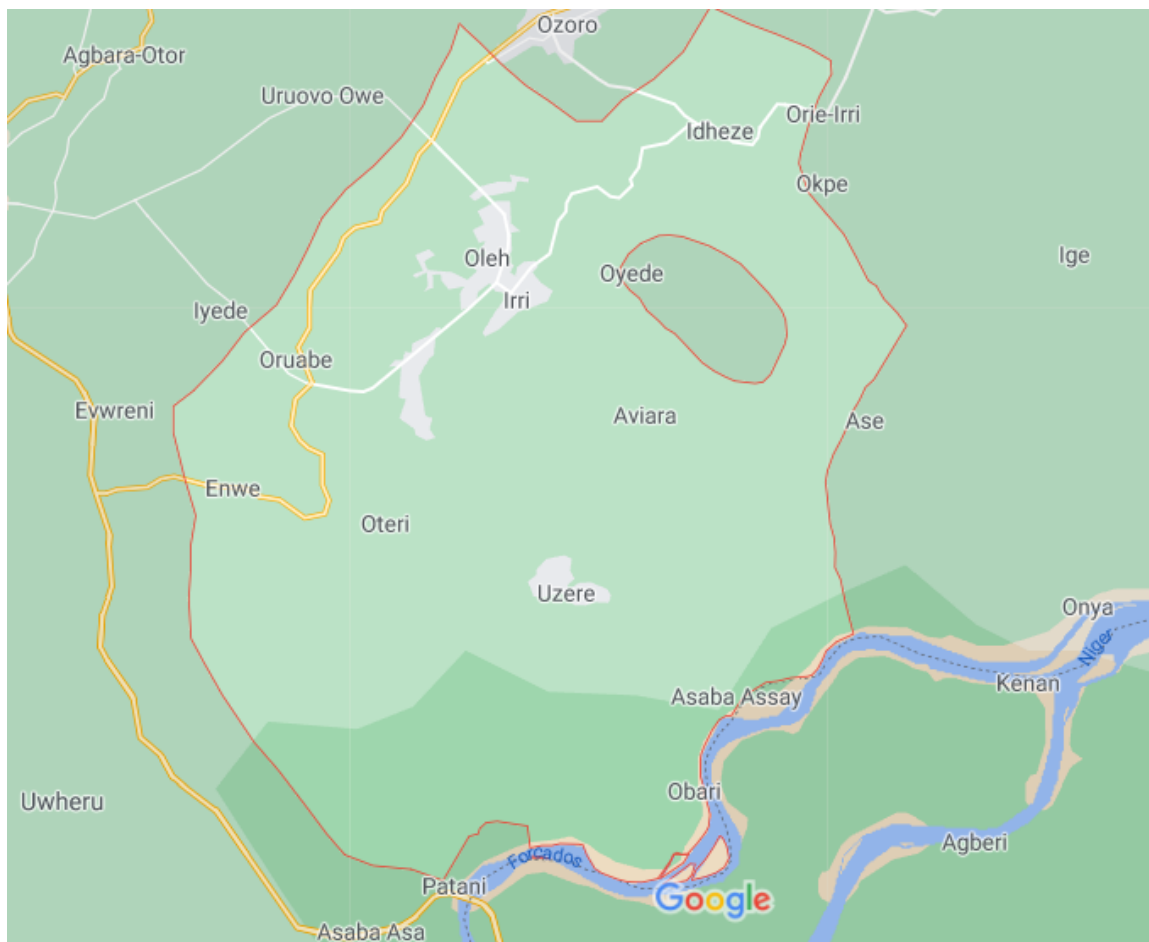 Ozoro
Agbara-Otor
Uruovo Owe
Orie-Irri
Idheze
Okpe
Ige
Oleh
Oyede
Irri
Iyede
Oruabe
Evwreni
Aviara
Ase
Enwe
Oteri
Uzere
Onya
Niger
Kenan
Asaba Assay
Obari
Uwheru
Agberi
Forcados
Patani
Google
Asaba Asa